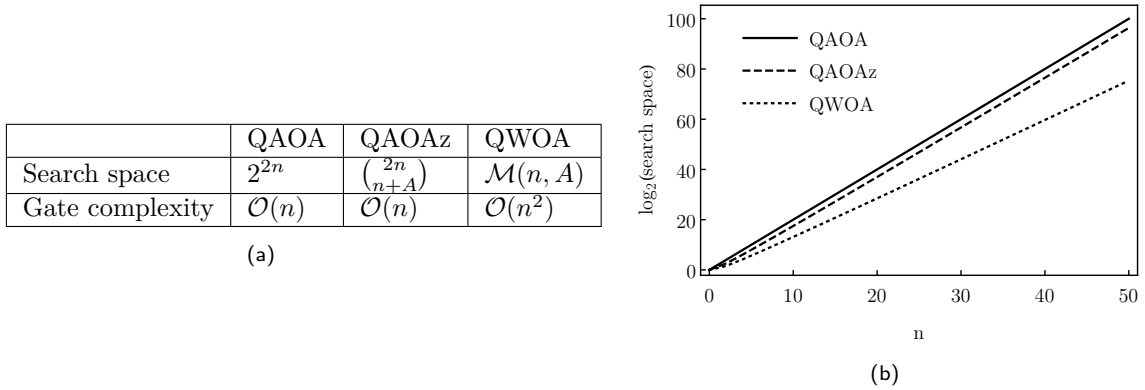 QAOA QAOAz QWOA
Search space 2^{2n} \binom{2n}{n+A} \mathcal{M}(n, A)
Gate complexity \mathcal{O}(n) \mathcal{O}(n) \mathcal{O}(n^2)
(a)
log₂(search space)
100
80
60
40
20
0
QAOA
QAOAz
QWOA
0 10 20 30 40 50
n
(b)